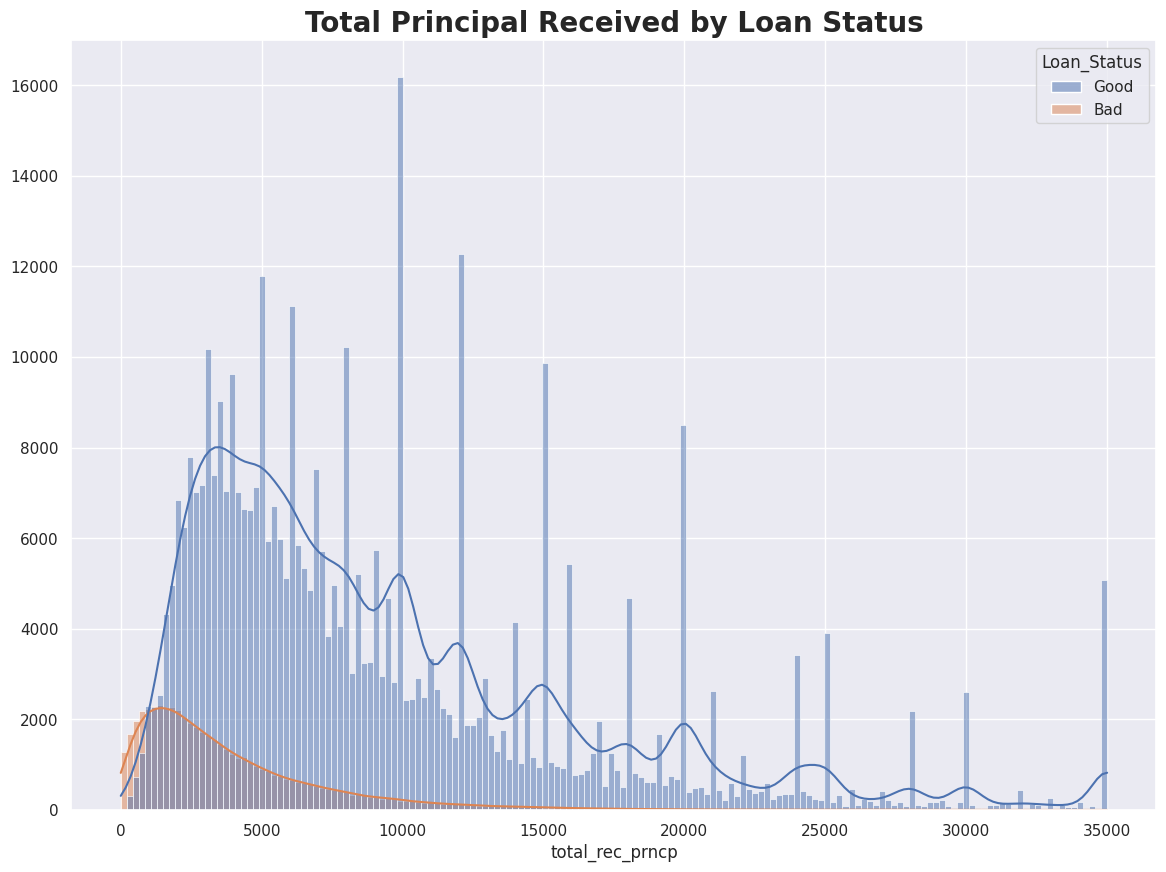 Total Principal Received by Loan Status
Loan_Status
Good
Bad
16000
14000
12000
10000
8000
6000
4000
2000
0
0 5000 10000 15000 20000 25000 30000 35000
total_rec_prncp